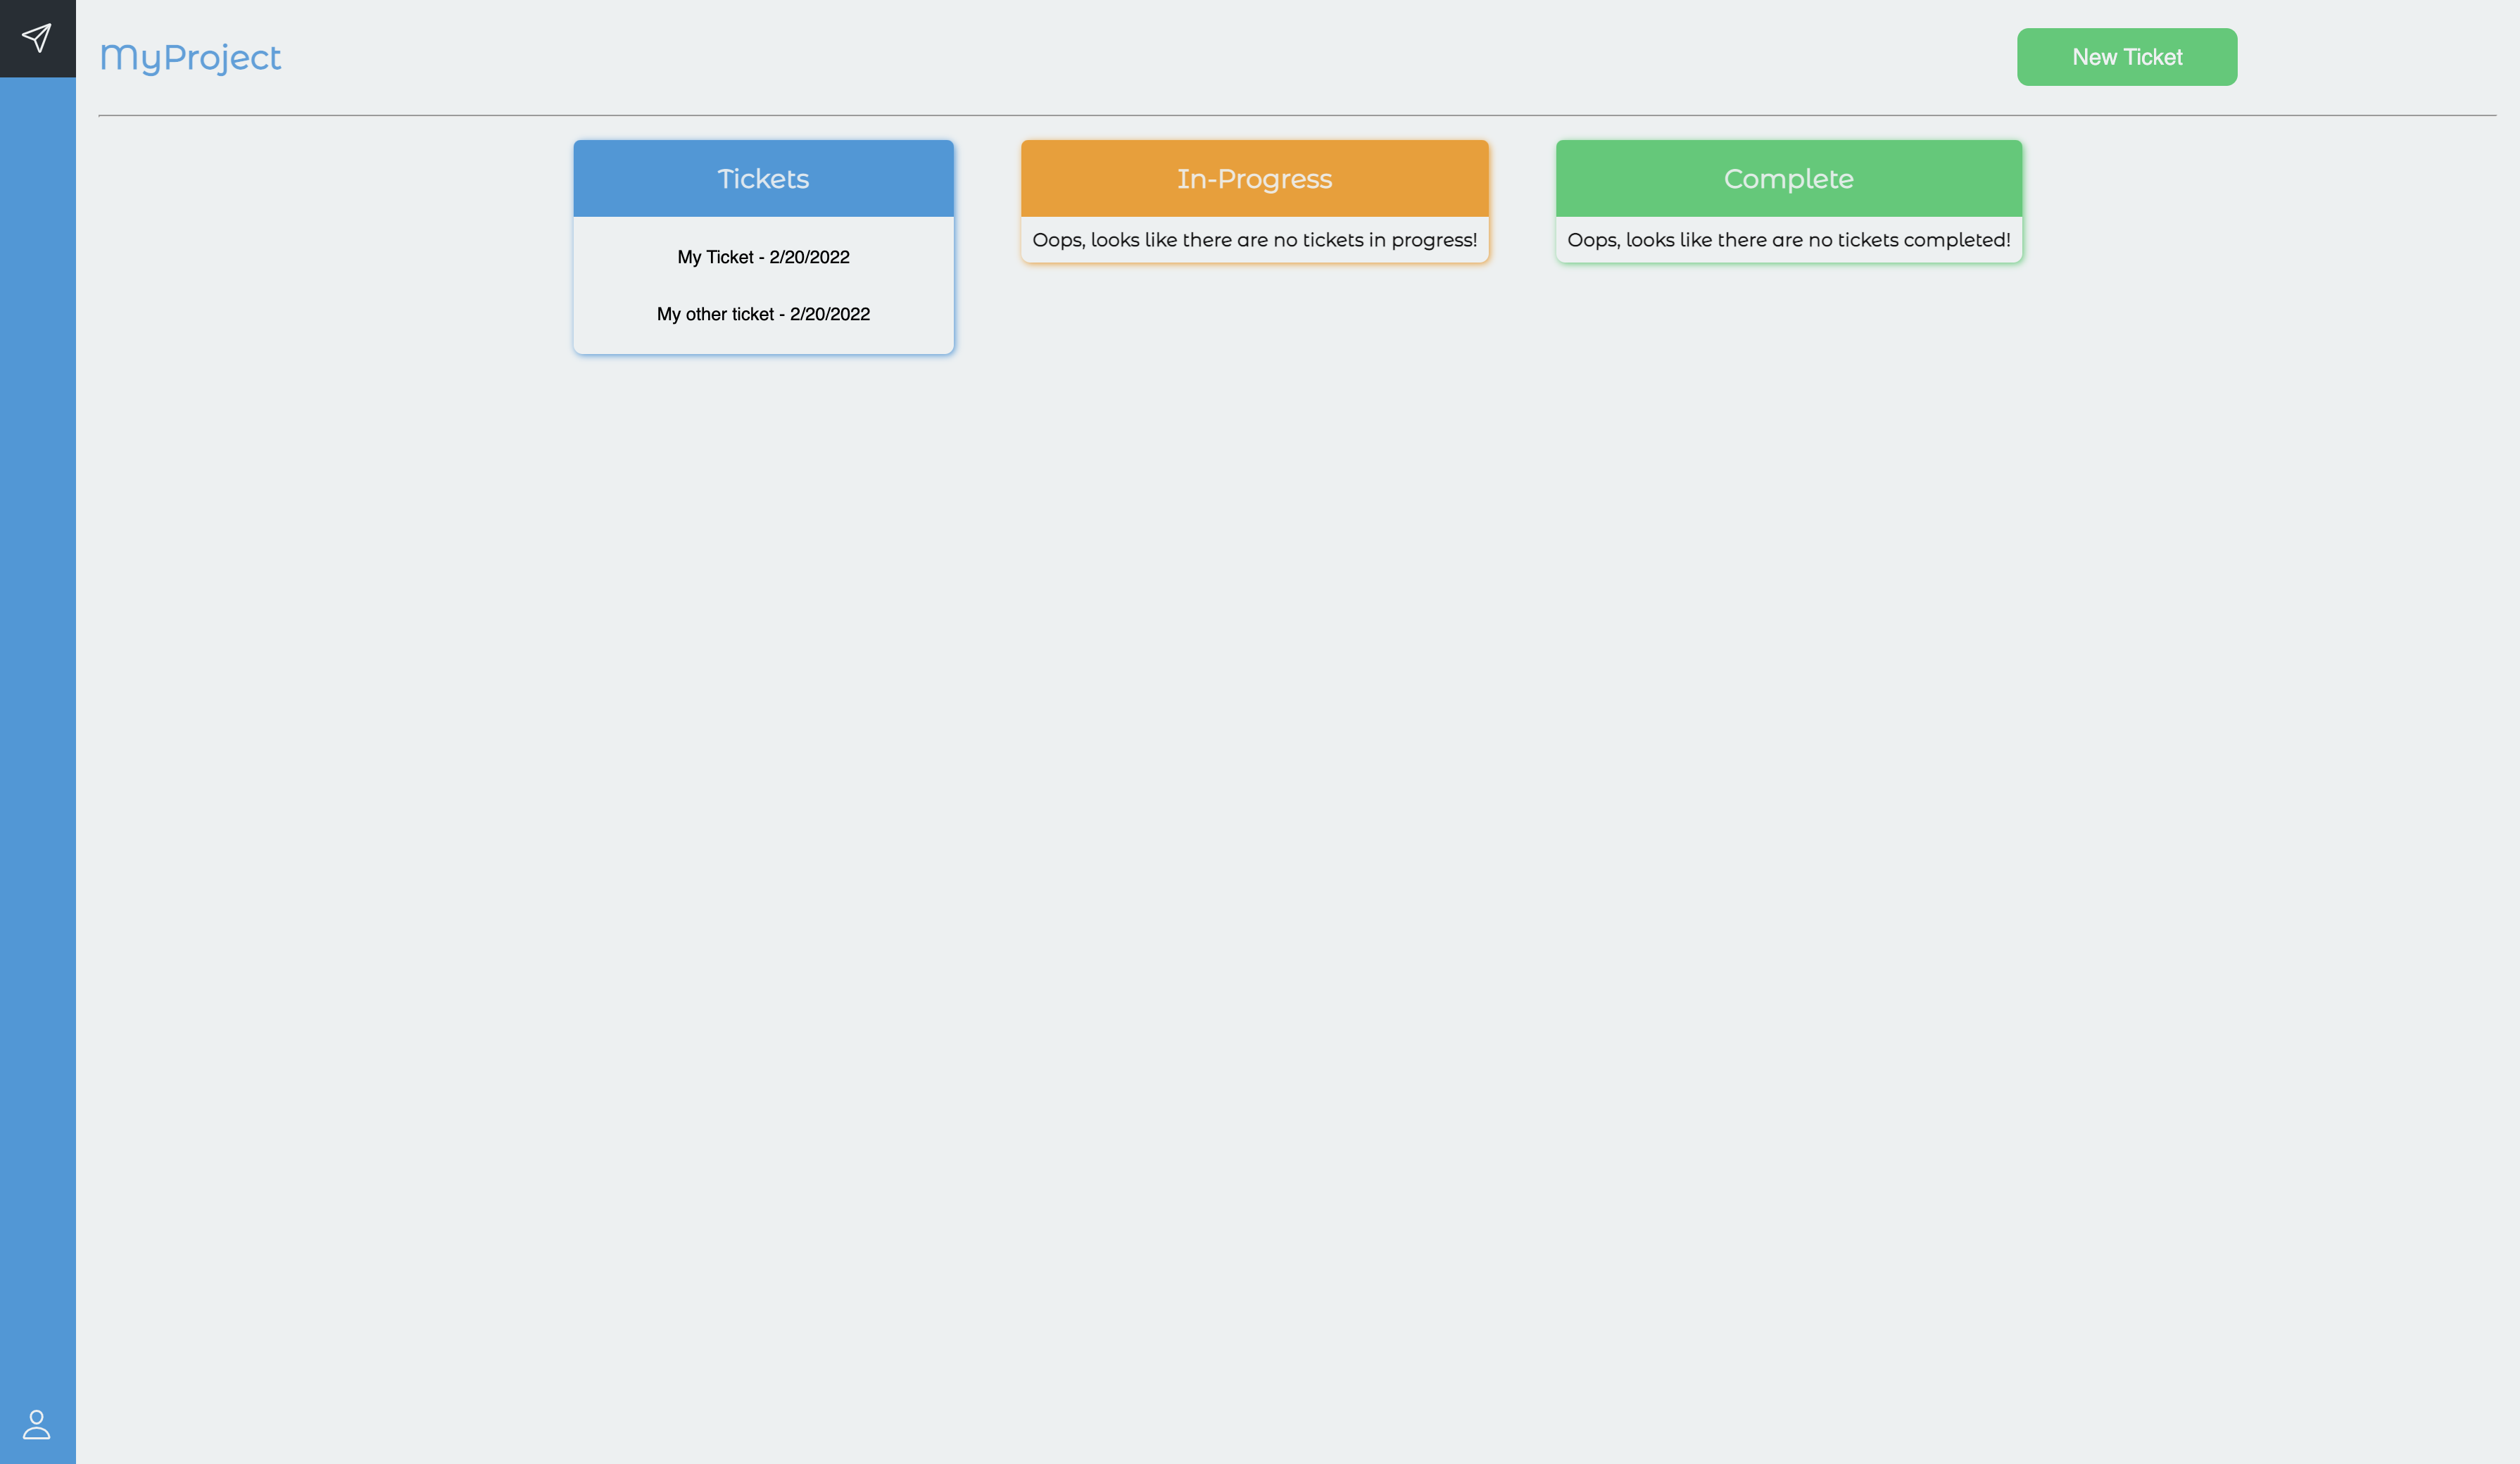 MyProject
New Ticket
Tickets
My Ticket - 2/20/2022
My other ticket - 2/20/2022
In-Progress
Oops, looks like there are no tickets in progress!
Complete
Oops, looks like there are no tickets completed!